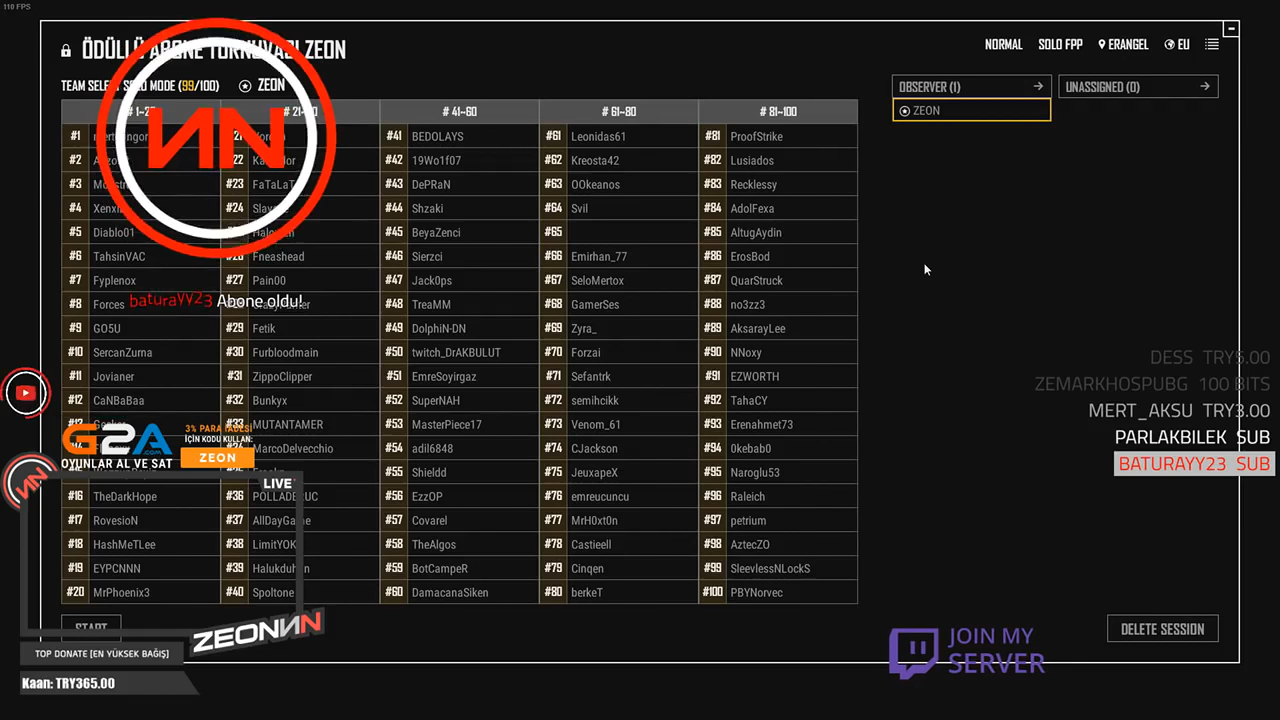 110 FPS
ÖDÜLLÜ ABONE TURNUVASI ZEON
NORMAL SOLO FPP ERANGEL EU
TEAM SELECT SOLO MODE (99/100) ZEON
OBSERVER (1) UNASSIGNED (0)
ZEON
# 41~60 # 61~80 # 81~100
#1 #41 BEDOLAYS #61 Leonidas61 #81 ProofStrike
#2 #42 19Wo1f07 #62 Kreosta42 #82 Lusiados
#3 #23 #43 DePRaN #63 OOkeanos #83 Recklessy
#4 #24 #44 Shzaki #64 Svil #84 AdolFexa
#5 Diablo01 #45 BeyaZenci #65 #85 AltugAydin
#6 TahsinVAC Fneashead #46 Sierzci #66 Emirhan_77 #86 ErosBod
#7 Fyplenox #27 Pain00 #47 Jack0ps #67 SeloMertox #87 QuarStruck
#8 Forces #48 TreaMM #68 GamerSes #88 no3zz3
baturayy23 Abone oldu!
#9 GO5U #29 Fetik #49 DolphiN-DN #69 Zyra_ #89 AksarayLee
#10 SercanZurna #30 Furbloodmain #50 twitch_DrAKBULUT #70 Forzai #90 NNoxy
#11 Jovianer #31 ZippoClipper #51 EmreSoyirgaz #71 Sefantrk #91 EZWORTH
#12 CaNBaBaa #32 Bunkyx #52 SuperNAH #72 semihcikk #92 TahaCY
#13 #33 MUTANTAMER #53 MasterPiece17 #73 Venom_61 #93 Erenahmet73
MarcoDelvecchio #54 adil6848 #74 CJackson #94 0kebab0
#55 Shieldd #75 JeuxapeX #95 Naroglu53
#16 TheDarkHope #36 POLLADERUC #56 EzzOP #76 emreucuncu #96 Raleich
#17 RovesioN #37 AllDayGame #57 Covarel #77 MrH0xt0n #97 petrium
#18 HashMeTLee #38 LimitYOK #58 TheAlgos #78 Castieell #98 AztecZO
#19 EYPCNNN #39 #59 BotCampeR #79 Cinqen #99 SleevlessNLockS
#20 MrPhoenix3 #40 Spoltone #60 DamacanaSiken #80 berkeT #100 PBYNorvec
G2A.com
3% PARA İADESİ
İÇİN KODU KULLAN:
ZEON
OYUNLAR AL VE SAT
LIVE
DESS TRY5.00
ZEMARKHOSPUBG 100 BITS
MERT_AKSU TRY3.00
PARLAKBILEK SUB
BATURAYY23 SUB
START
DELETE SESSION
ZEONNN
JOIN MY
SERVER
TOP DONATE [EN YÜKSEK BAĞIŞ]
Kaan: TRY365.00